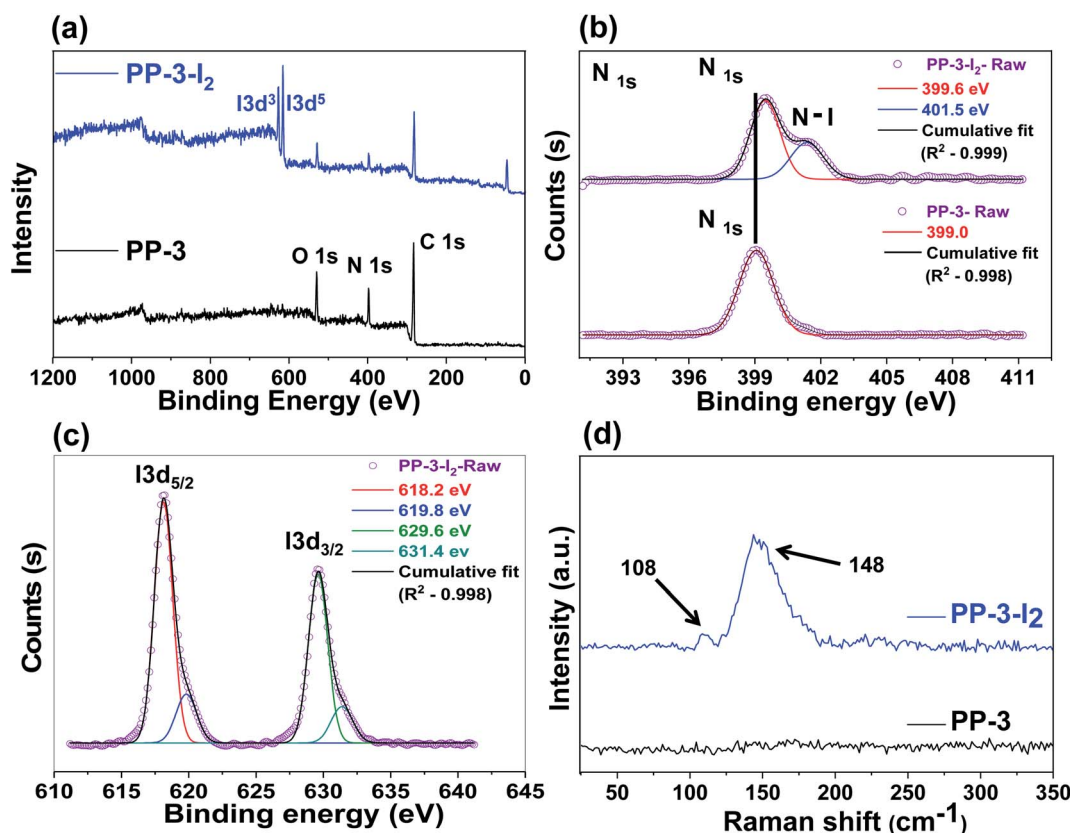 (a)
PP-3-I₂
I3d³ I3d⁵
PP-3
O 1s
N 1s
C 1s
Intensity
1200 1000 800 600 400 200 0
Binding Energy (eV)
(b)
N 1s
N 1s
N - I
PP-3-I₂- Raw
399.6 eV
401.5 eV
Cumulative fit
(R² - 0.999)
N 1s
PP-3- Raw
399.0
Cumulative fit
(R² - 0.998)
Counts (s)
393 396 399 402 405 408 411
Binding energy (eV)
(c)
I3d5/2
I3d3/2
PP-3-I₂-Raw
618.2 eV
619.8 eV
629.6 eV
631.4 ev
Cumulative fit
(R² - 0.998)
Counts (s)
610 615 620 625 630 635 640 645
Binding energy (eV)
(d)
108
148
PP-3-I2
PP-3
Intensity (a.u.)
50 100 150 200 250 300 350
Raman shift (cm⁻¹)